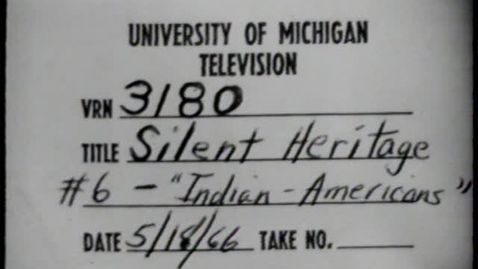 UNIVERSITY OF MICHIGAN
TELEVISION
VRN 3180
TITLE Silent Heritage
#6 - "Indian-Americans"
DATE 5/18/66 TAKE NO.